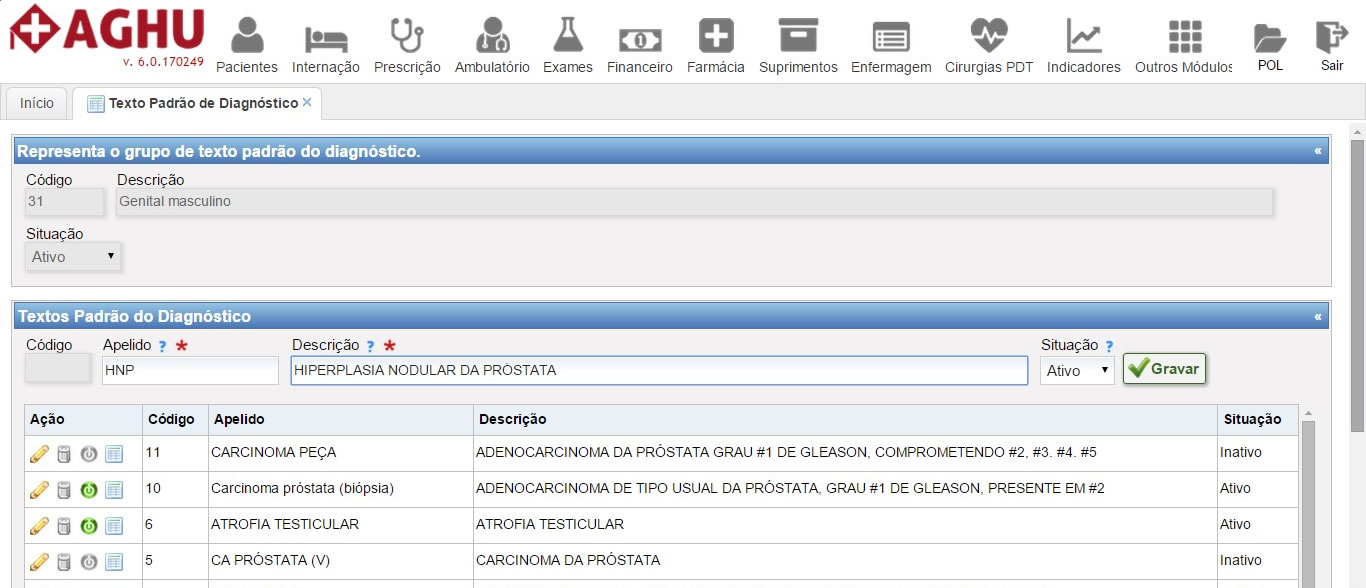 AGHU
v. 6.0.170249
Pacientes Internação Prescrição Ambulatório Exames Financeiro Farmácia Suprimentos Enfermagem Cirurgias PDT Indicadores Outros Módulos POL Sair
Início Texto Padrão de Diagnóstico ×
Representa o grupo de texto padrão do diagnóstico. «
Código Descrição
31 Genital masculino
Situação
Ativo
Textos Padrão do Diagnóstico «
Código Apelido ? * Descrição ? * Situação ?
HNP HIPERPLASIA NODULAR DA PRÓSTATA Ativo Gravar
Ação Código Apelido Descrição Situação
11 CARCINOMA PEÇA ADENOCARCINOMA DA PRÓSTATA GRAU #1 DE GLEASON, COMPROMETENDO #2, #3. #4. #5 Inativo
10 Carcinoma próstata (biópsia) ADENOCARCINOMA DE TIPO USUAL DA PRÓSTATA, GRAU #1 DE GLEASON, PRESENTE EM #2 Ativo
6 ATROFIA TESTICULAR ATROFIA TESTICULAR Ativo
5 CA PRÓSTATA (V) CARCINOMA DA PRÓSTATA Inativo